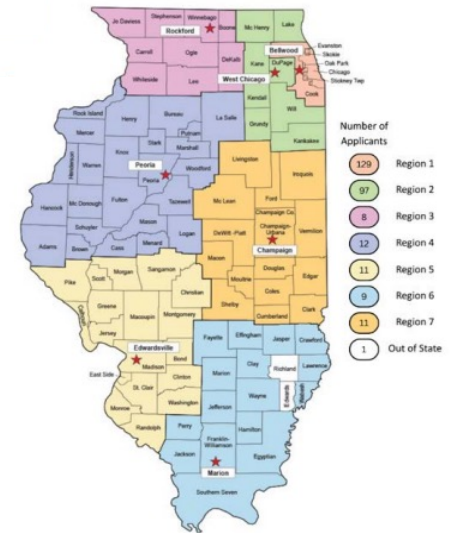 Jo Daviess
Stephenson
Winnebago
Boone
Mc Henry
Lake
Rockford
Carroll
Ogle
DeKalb
Kane
DuPage
Bellwood
Evanston
Skokie
Oak Park
Chicago
Stickney Twp
Cook
Whiteside
Lee
West Chicago
Kendall
Will
Grundy
Kankakee
Rock Island
Henry
Bureau
La Salle
Putnam
Mercer
Knox
Stark
Marshall
Henderson
Warren
Peoria
Peoria
Woodford
Livingston
Iroquois
Hancock
Mc Donough
Fulton
Tazewell
Mc Lean
Ford
Mason
Schuyler
Logan
Adams
Brown
Cass
Menard
DeWitt -Piatt
Champaign Co.
Champaign-
Urbana
Vermilion
Champaign
Macon
Douglas
Edgar
Moultrie
Coles
Shelby
Cumberland
Clark
Pike
Scott
Morgan
Sangamon
Christian
Greene
Calhoun
Macoupin
Montgomery
Jersey
Edwardsville
Madison
Bond
East Side
St. Clair
Clinton
Monroe
Washington
Randolph
Fayette
Effingham
Jasper
Crawford
Marion
Clay
Richland
Lawrence
Wayne
Edwards
Wabash
Jefferson
Perry
Hamilton
Franklin-
Williamson
Jackson
Egyptian
Marion
Southern Seven
Number of
Applicants
129 Region 1
97 Region 2
8 Region 3
12 Region 4
11 Region 5
9 Region 6
11 Region 7
1 Out of State